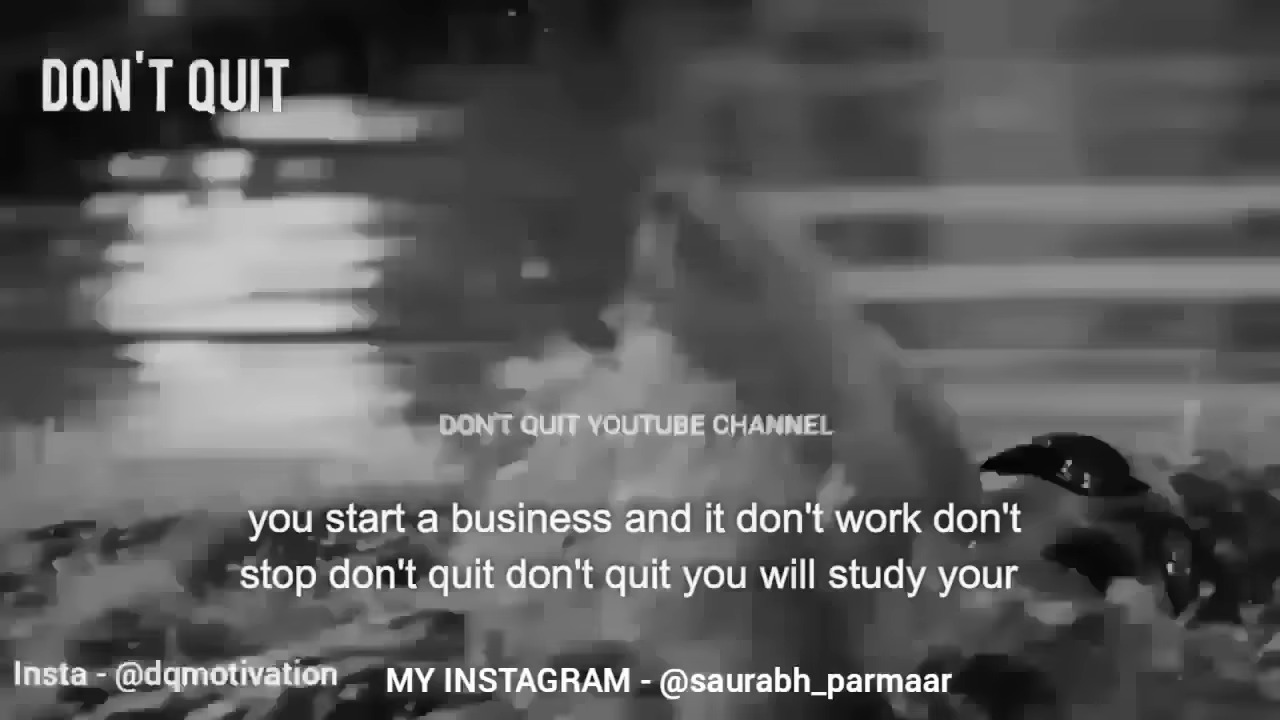 DON'T QUIT
DON'T QUIT YOUTUBE CHANNEL
you start a business and it don't work don't
stop don't quit don't quit you will study your
Insta - @dqmotivation
MY INSTAGRAM - @saurabh_parmaar